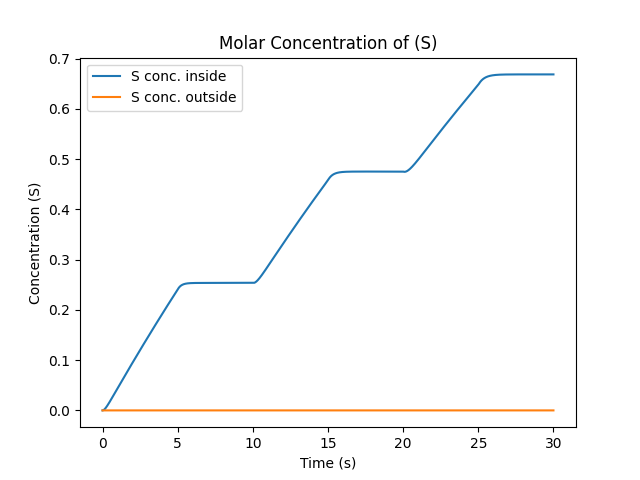 Molar Concentration of (S)
S conc. inside
S conc. outside
Concentration (S)
0.7
0.6
0.5
0.4
0.3
0.2
0.1
0.0
0 5 10 15 20 25 30
Time (s)